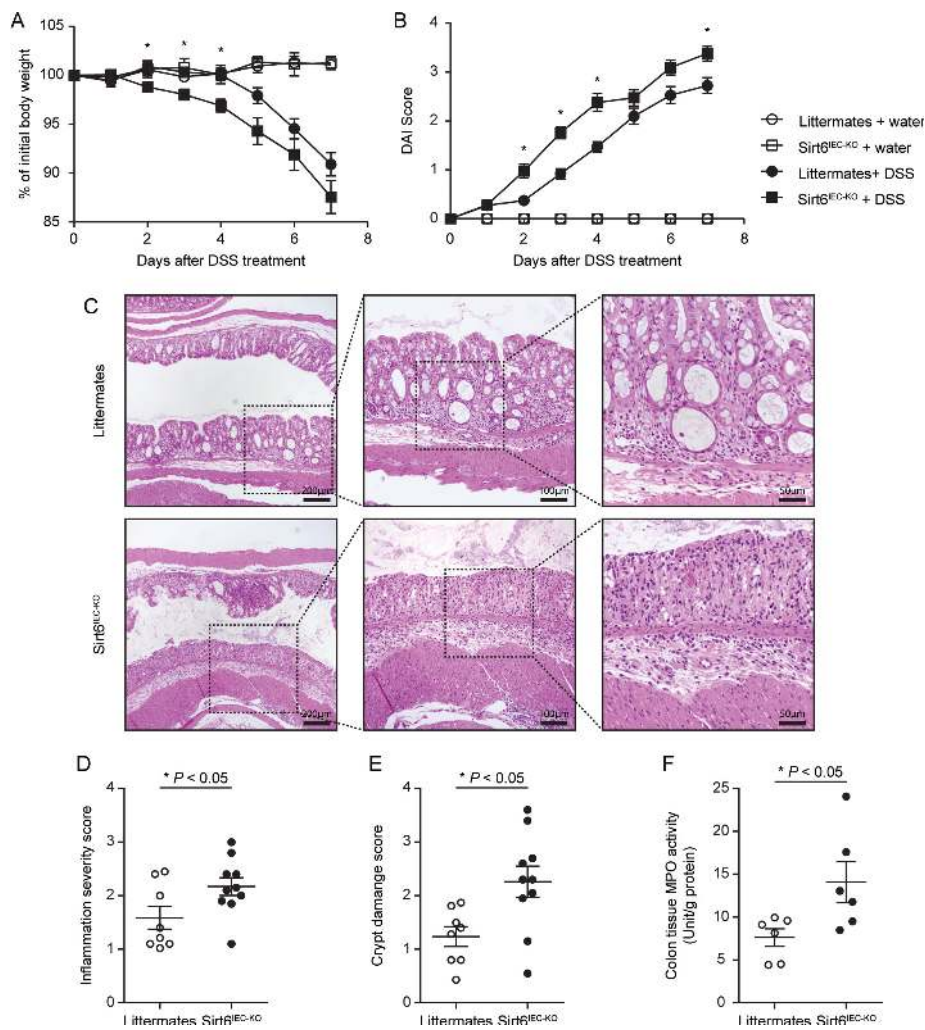 A
105
100
95
90
85
% of initial body weight
*
*
*
0
2
4
6
8
Days after DSS treatment
B
4
3
2
1
0
DAI Score
*
*
*
*
0
2
4
6
8
Days after DSS treatment
Littermates + water
Sirt6IEC-KO + water
Littermates+ DSS
Sirt6IEC-KO + DSS
C
Littermates
200μm
100μm
50μm
Sirt6IEC-KO
200μm
100μm
50μm
D
* P < 0.05
4
3
2
1
0
Inflammation severity score
Littermates Sirt6IEC-KO
E
* P < 0.05
4
3
2
1
0
Crypt damange score
Littermates Sirt6IEC-KO
F
* P < 0.05
25
20
15
10
5
0
Colon tissue MPO activity
(Unit/g protein)
Littermates Sirt6IEC-KO